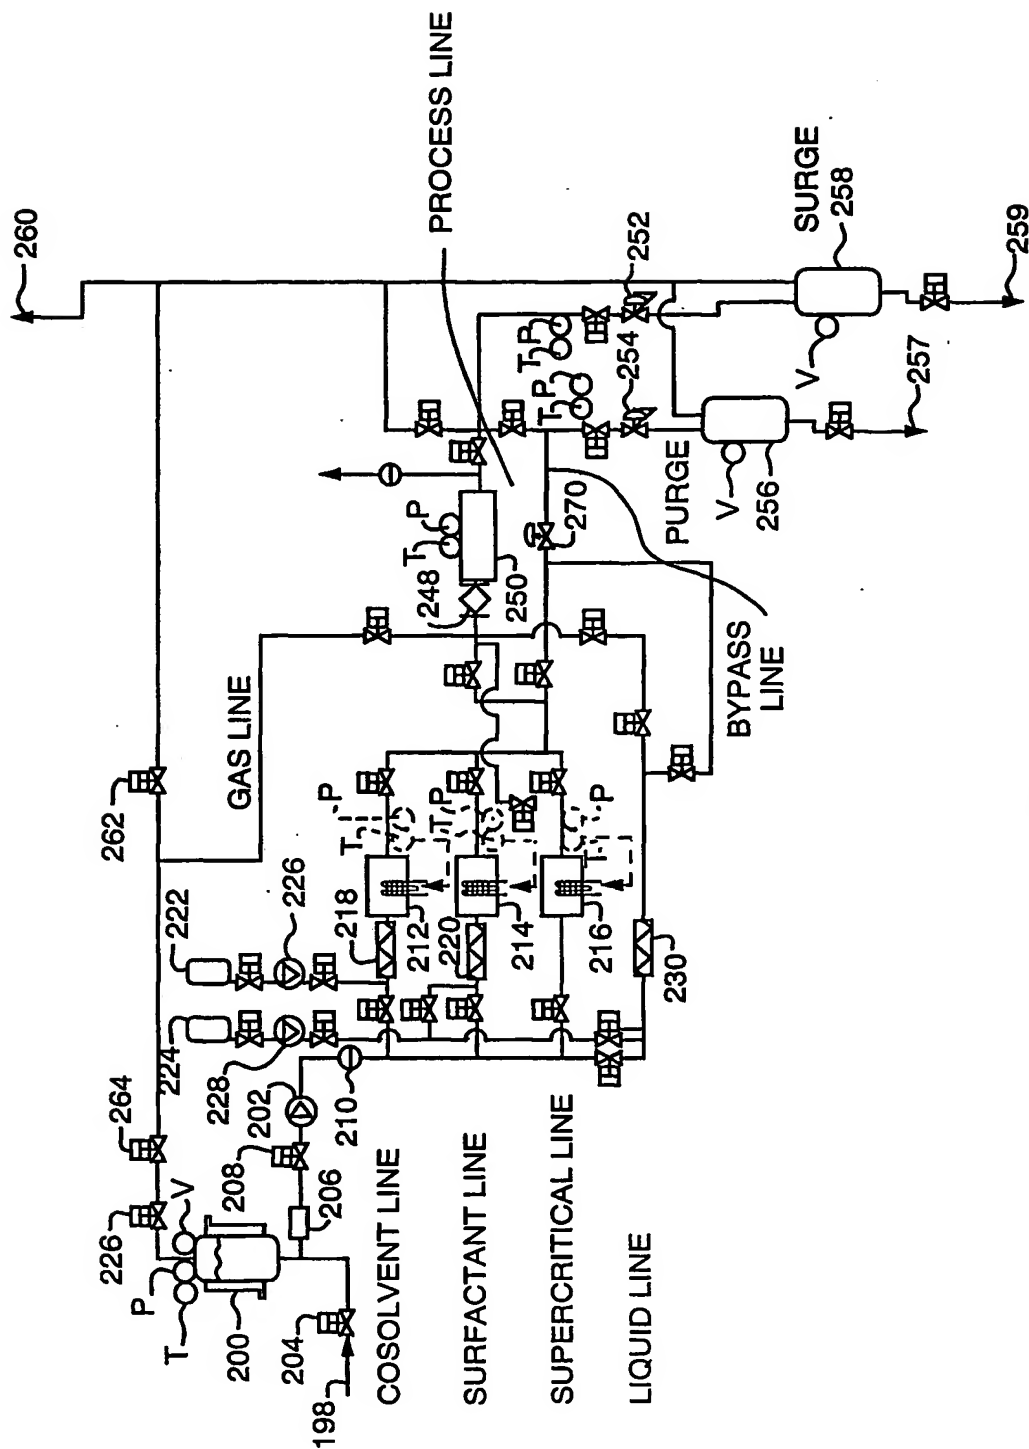 260
226
264
262
P
T
V
224
222
200
208
228
GAS LINE
202
204
226
198
206
218
P
T
210
COSOLVENT LINE
212
T
P
248
PROCESS LINE
220
T
P
SURFACTANT LINE
214
250
T
P
T
P
SUPERCRITICAL LINE
216
T
P
270
LIQUID LINE
230
254
252
PURGE
BYPASS
LINE
V
256
SURGE
V
258
257
259